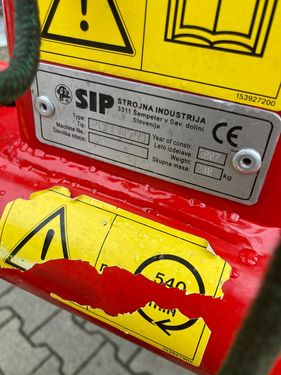 153927200
SIP STROJNA INDUSTRIJA
3311 Šempeter v Sav. dolini
Slovenija
CE
Type:
Tip:
Machine No.:
Številka stroja:
Year of constr.:
Leto izdelave:
Weight:
Skupna masa:
kg
540
MIN